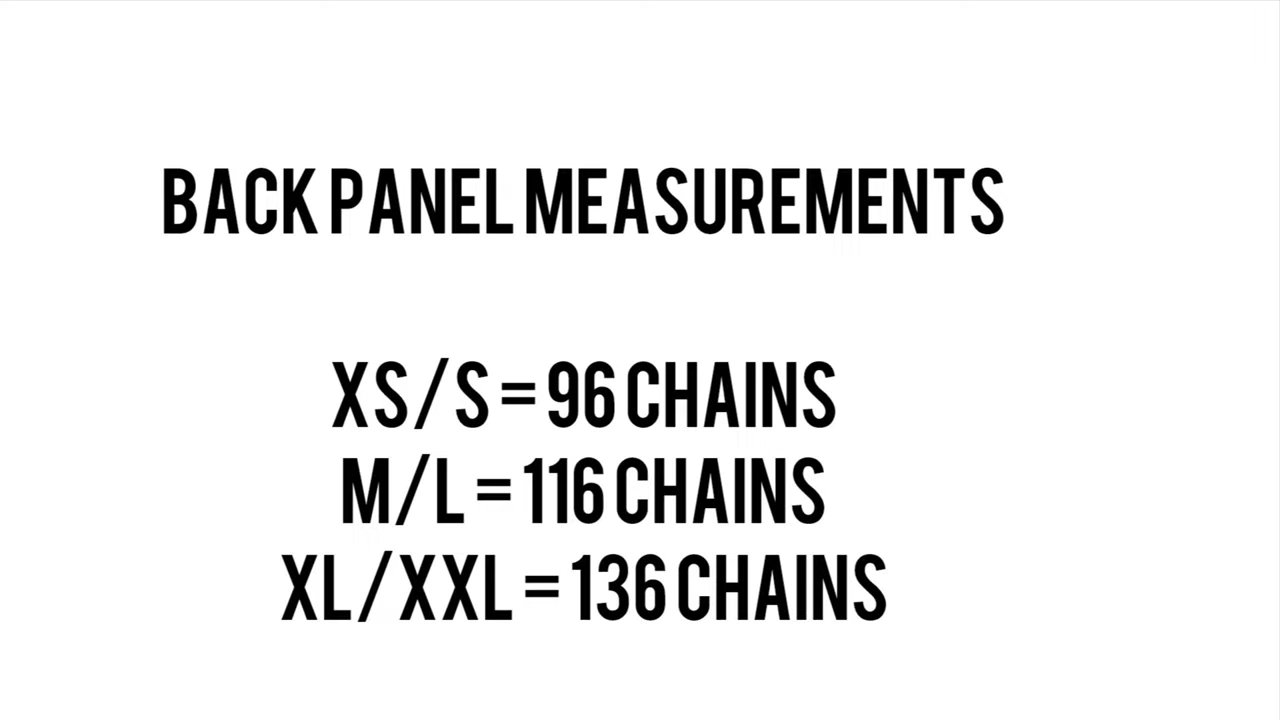 BACK PANEL MEASUREMENTS
XS/S = 96 CHAINS
M/L = 116 CHAINS
XL/XXL = 136 CHAINS